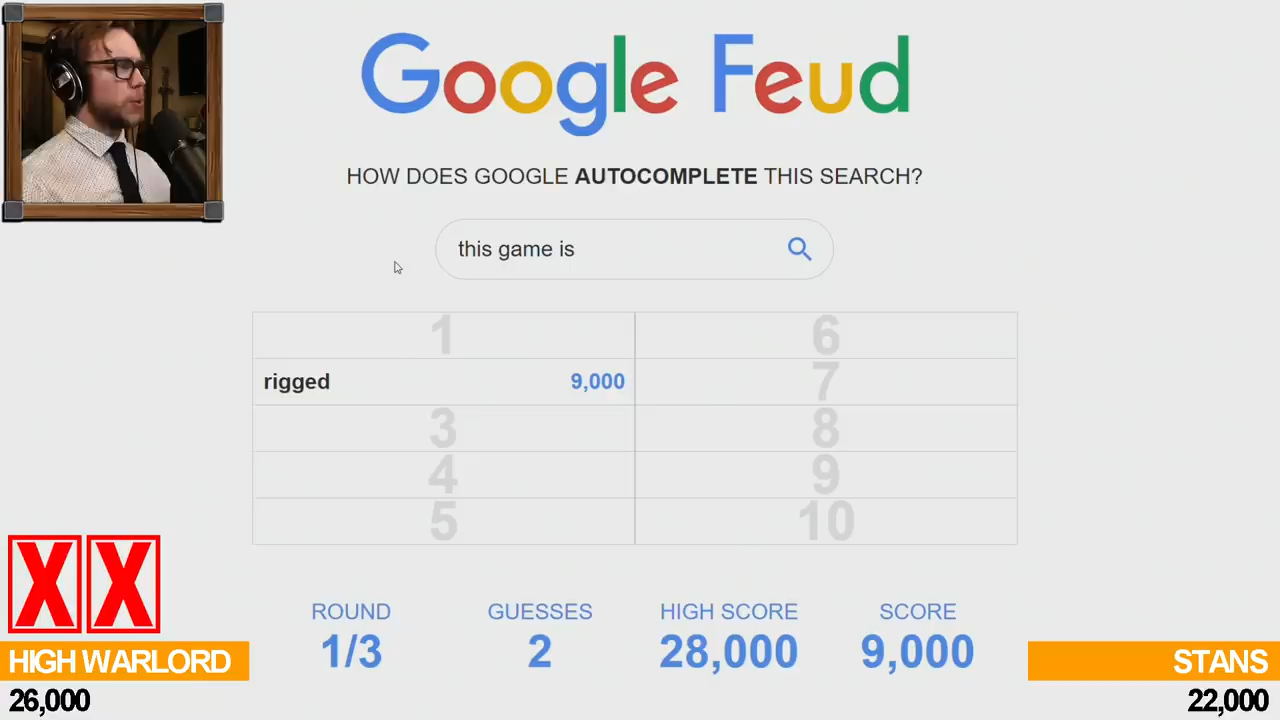 Google Feud
HOW DOES GOOGLE AUTOCOMPLETE THIS SEARCH?
this game is
1
6
rigged 9,000
7
3
8
4
9
5
10
X X
ROUND
GUESSES
HIGH SCORE
SCORE
1/3
2
28,000
9,000
HIGH WARLORD
STANS
26,000
22,000